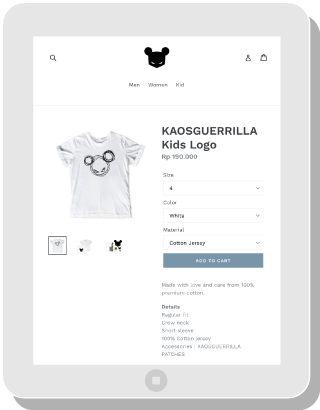 Men Women Kid
KAOSGUERRILLA
Kids Logo
Rp 190.000
Size
4
Color
White
Material
Cotton Jersey
ADD TO CART
Made with love and care from 100%
premium cotton.
Details
Regular fit
Crew neck
Short sleeve
100% Cotton jersey
Accessories : KAOSGUERRILLA
PATCHES